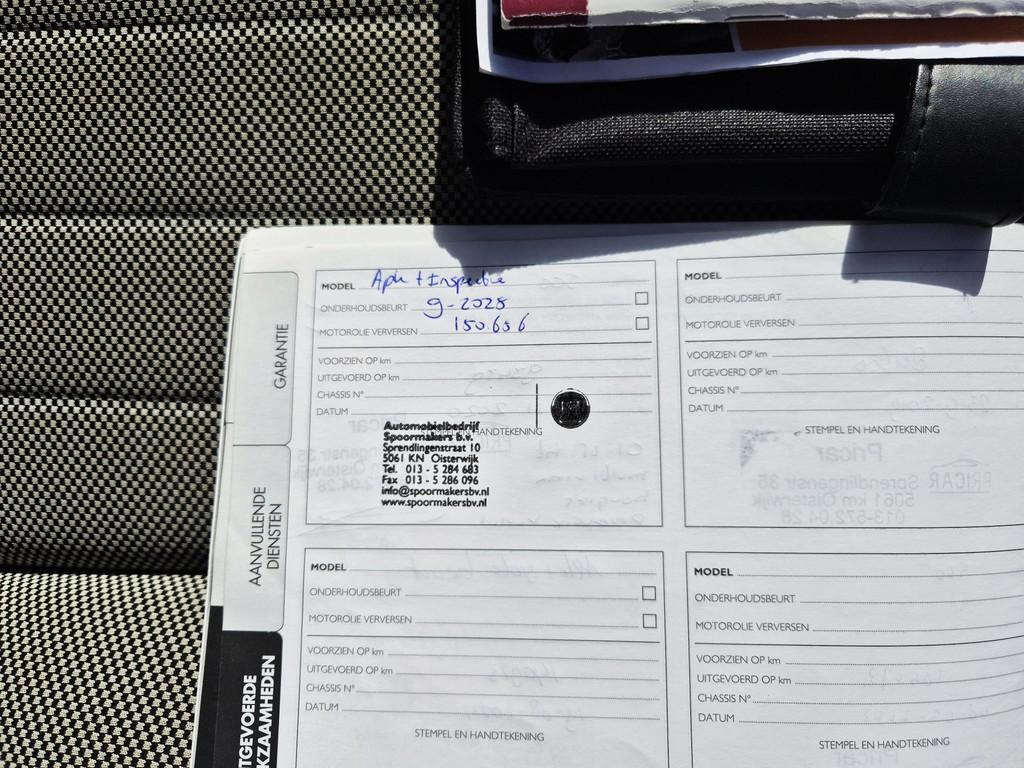 GARANTIE
AANVULLENDE
DIENSTEN
TGEVOERDE
KZAAMHEDEN
MODEL Apk + Inspectie
ONDERHOUDSBEURT 9-2025
MOTOROLIE VERVERSEN 150.656
VOORZIEN OP km
UITGEVOERD OP km
CHASSIS N°
DATUM
STEMPEL EN HANDTEKENING
Automobielbedrijf
Spoormakers b.v.
Sprendlingenstraat 10
5061 KN Oisterwijk
Tel. 013 - 5 284 683
Fax 013 - 5 286 096
info@spoormakersbv.nl
www.spoormakersbv.nl
MODEL
ONDERHOUDSBEURT
MOTOROLIE VERVERSEN
VOORZIEN OP km
UITGEVOERD OP km
CHASSIS N°
DATUM
STEMPEL EN HANDTEKENING
MODEL
ONDERHOUDSBEURT
MOTOROLIE VERVERSEN
VOORZIEN OP km
UITGEVOERD OP km
CHASSIS N°
DATUM
STEMPEL EN HANDTEKENING
MODEL
ONDERHOUDSBEURT
MOTOROLIE VERVERSEN
VOORZIEN OP km
UITGEVOERD OP km
CHASSIS N°
DATUM
STEMPEL EN HANDTEKENING